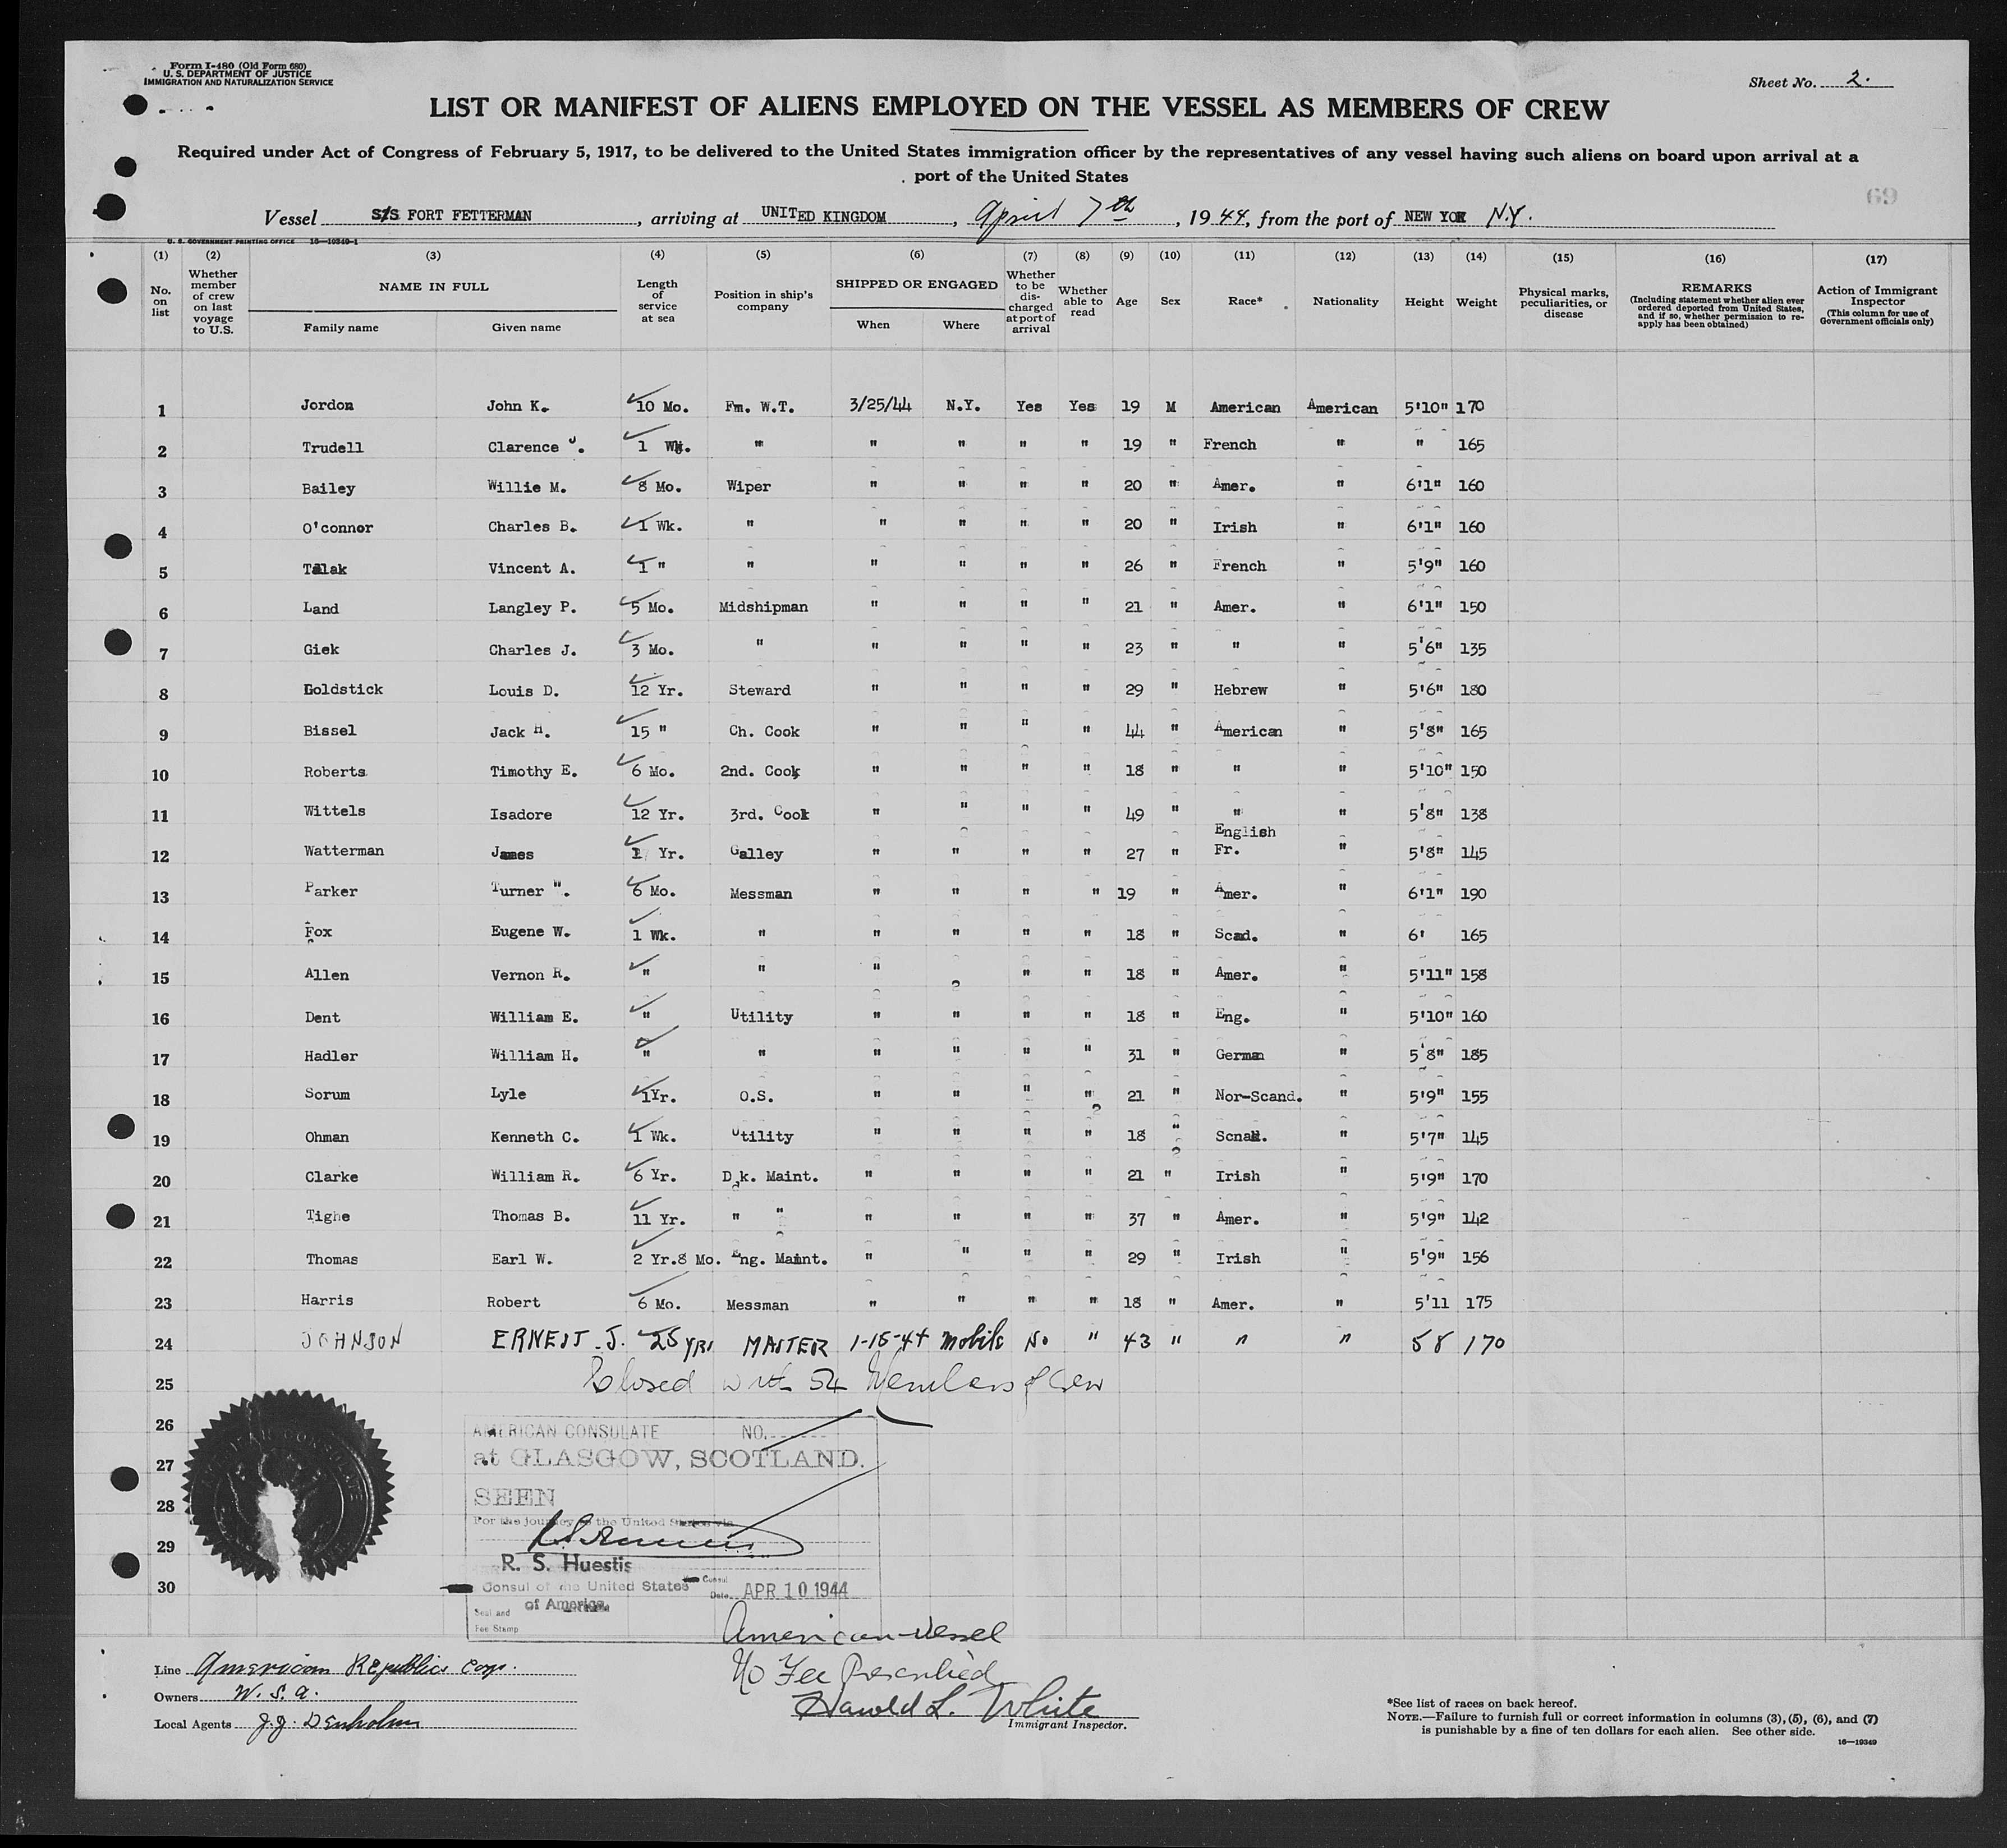 Form I-480 (Old Form 680)
U. S. DEPARTMENT OF JUSTICE
IMMIGRATION AND NATURALIZATION SERVICE
Sheet No. 2.
LIST OR MANIFEST OF ALIENS EMPLOYED ON THE VESSEL AS MEMBERS OF CREW
Required under Act of Congress of February 5, 1917, to be delivered to the United States immigration officer by the representatives of any vessel having such aliens on board upon arrival at a
port of the United States
69
Vessel S/S FORT FETTERMAN, arriving at UNITED KINGDOM, April 7th, 1944, from the port of NEW YOK N.Y.
U. S. GOVERNMENT PRINTING OFFICE 16—19349-1
(1) (2) (3) (4) (5) (6) (7) (8) (9) (10) (11) (12) (13) (14) (15) (16) (17)
No. on list
Whether member of crew on last voyage to U.S.
NAME IN FULL
Family name Given name
Length of service at sea
Position in ship's company
SHIPPED OR ENGAGED
When Where
Whether to be discharged at port of arrival
Whether able to read
Age Sex Race* Nationality Height Weight
Physical marks, peculiarities, or disease
REMARKS
(Including statement whether alien ever ordered deported from United States, and if so, whether permission to re-apply has been obtained)
Action of Immigrant Inspector
(This column for use of Government officials only)
1 Jordon John K. 10 Mo. Fm. W.T. 3/25/44 N.Y. Yes Yes 19 M American American 5'10" 170
2 Trudell Clarence J. 1 Wk. " " " " " 19 " French " " 165
3 Bailey Willie M. 8 Mo. Wiper " " " " 20 " Amer. " 6'1" 160
4 O'connor Charles B. 1 Wk. " " " " " 20 " Irish " 6'1" 160
5 Talak Vincent A. 1 " " " " " " 26 " French " 5'9" 160
6 Land Langley P. 5 Mo. Midshipman " " " " 21 " Amer. " 6'1" 150
7 Giek Charles J. 3 Mo. " " " " " 23 " " " 5'6" 135
8 Goldstick Louis D. 12 Yr. Steward " " " " 29 " Hebrew " 5'6" 180
9 Bissel Jack H. 15 " Ch. Cook " " " " 44 " American " 5'8" 165
10 Roberts Timothy E. 6 Mo. 2nd. Cook " " " " 18 " " " 5'10" 150
11 Wittels Isadore 12 Yr. 3rd. Cook " " " " 49 " " " 5'8" 138
12 Watterman James 1 Yr. Galley " " " " 27 " English Fr. " 5'8" 145
13 Parker Turner 6 Mo. Messman " " " " 19 " Amer. " 6'1" 190
14 Fox Eugene W. 1 Wk. " " " " " 18 " Scad. " 6' 165
15 Allen Vernon R. " " " " " 18 " Amer. " 5'11" 158
16 Dent William E. " Utility " " " " 18 " Eng. " 5'10" 160
17 Hadler William H. " " " " " " 31 " German " 5'8" 185
18 Sorum Lyle 1Yr. O.S. " " " " 21 " Nor-Scand. " 5'9" 155
19 Ohman Kenneth C. 1 Wk. Utility " " " " 18 " Scnad. " 5'7" 145
20 Clarke William R. 6 Yr. Dk. Maint. " " " " 21 " Irish " 5'9" 170
21 Tighe Thomas B. 11 Yr. " " " " " " 37 " Amer. " 5'9" 142
22 Thomas Earl W. 2 Yr.8 Mo. Eng. Maint. " " " " 29 " Irish " 5'9" 156
23 Harris Robert 6 Mo. Messman " " " " 18 " Amer. " 5'11 175
24 JOHNSON ERNEST J. 25 YRS MASTER 1-15-44 Mobile No " 43 " " " 58 170
25 Closed with 54 Members of Crew
26
27
28
29
30
AMERICAN CONSULATE NO.
at GLASGOW, SCOTLAND.
SEEN
For the journey to the United States via
R. S. Huestis
Consul of the United States Consul
of America. Date APR 10 1944
Seal and
Fee Stamp
American vessel
No Fee Prescribed
Harold L. White
Immigrant Inspector.
Line American Republics Corp.
Owners W.S.A.
Local Agents J.J. Denholm
*See list of races on back hereof.
NOTE.—Failure to furnish full or correct information in columns (3), (5), (6), and (7)
is punishable by a fine of ten dollars for each alien. See other side.
16—19349